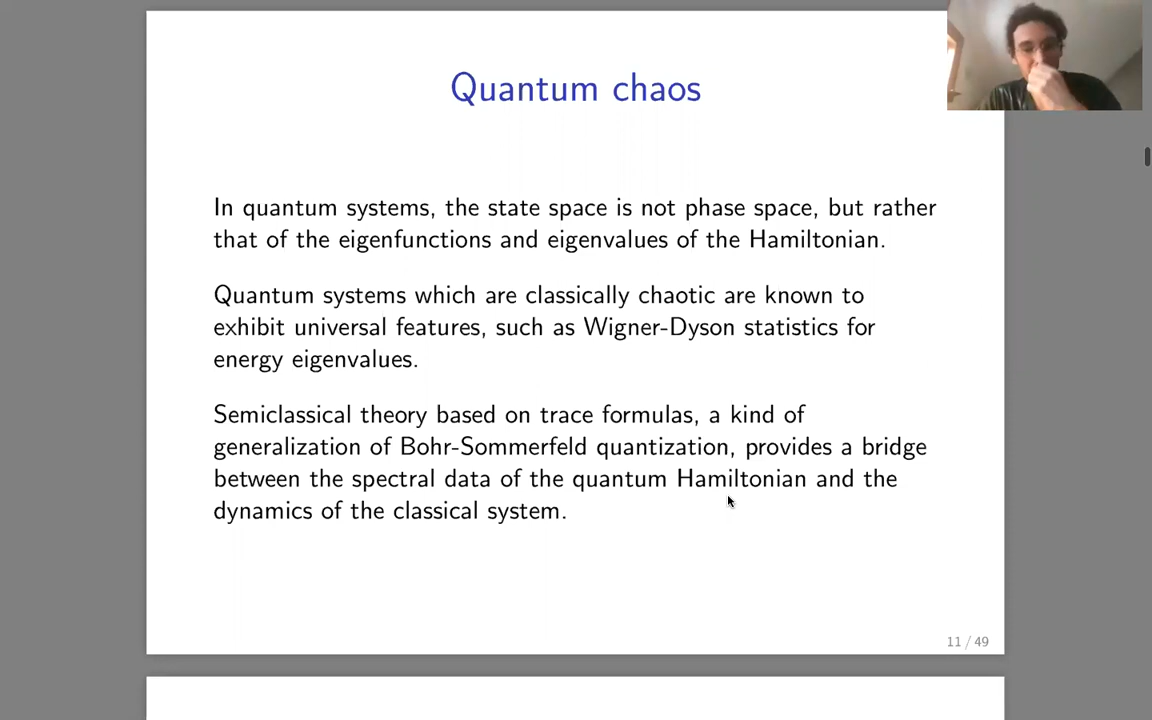 Quantum chaos
In quantum systems, the state space is not phase space, but rather
that of the eigenfunctions and eigenvalues of the Hamiltonian.
Quantum systems which are classically chaotic are known to
exhibit universal features, such as Wigner-Dyson statistics for
energy eigenvalues.
Semiclassical theory based on trace formulas, a kind of
generalization of Bohr-Sommerfeld quantization, provides a bridge
between the spectral data of the quantum Hamiltonian and the
dynamics of the classical system.
11 / 49